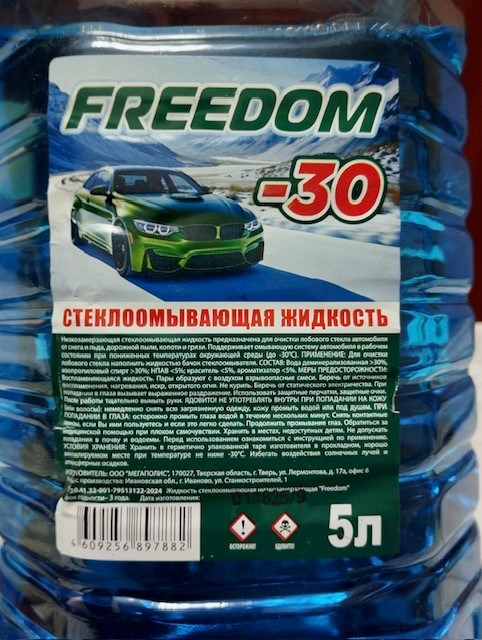 FREEDOM
-30
СТЕКЛООМЫВАЮЩАЯ ЖИДКОСТЬ
Низкозамерзающая стеклоомывающая жидкость предназначена для очистки лобового стекла автомобиля
от снега и льда, дорожной пыли, копоти и грязи. Поддерживает омывающую систему автомобиля в рабочем
состоянии при пониженных температурах окружающей среды (до -30°C). ПРИМЕНЕНИЕ: Для очистки
лобового стекла наполнить жидкостью бачок стеклоомывателя. СОСТАВ: Вода деминерализованная >30%,
изопропиловый спирт >30%; НПАВ <5%; краситель <5%, ароматизатор <5%. МЕРЫ ПРЕДОСТОРОЖНОСТИ:
Воспламеняющаяся жидкость. Пары образуют с воздухом взрывоопасные смеси. Беречь от источников
воспламенения, нагревания, искр, открытого огня. Не курить. Беречь от статического электричества. При
попадании в глаза вызывает выраженное раздражение. Использовать защитные перчатки, защитные очки.
После работы тщательно вымыть руки. ЯДОВИТО! НЕ УПОТРЕБЛЯТЬ ВНУТРЬ! ПРИ ПОПАДАНИИ НА КОЖУ
(или волосы): немедленно снять всю загрязненную одежду, кожу промыть водой или под душем. ПРИ
ПОПАДАНИИ В ГЛАЗА: осторожно промыть глаза водой в течение нескольких минут. Снять контактные
линзы, если Вы ими пользуетесь и если это легко сделать. Продолжить промывание глаз. Обратиться за
медицинской помощью при плохом самочувствии. Хранить в местах, недоступных детям. Не допускать
попадания в почву и водоемы. Перед использованием ознакомиться с инструкцией по применению.
УСЛОВИЯ ХРАНЕНИЯ: Хранить в герметично упакованной таре изготовителя в прохладном, хорошо
вентилируемом месте при температуре не ниже -30°C. Избегать воздействия солнечных лучей и
атмосферных осадков.
ИЗГОТОВИТЕЛЬ: ООО "МЕГАПОЛИС", 170027, Тверская область, г. Тверь, ул. Лермонтова, д. 17а, офис 6
Адрес производства: Ивановская обл., г. Иваново, ул. Станкостроителей, 1
20.41.32-001-79513122-2024 Жидкость стеклоомывающая низкозамерзающая "Freedom"
годности- 3 года. Дата изготовления:
4 609256 897882
ОСТОРОЖНО!
ЯДОВИТО!
5л